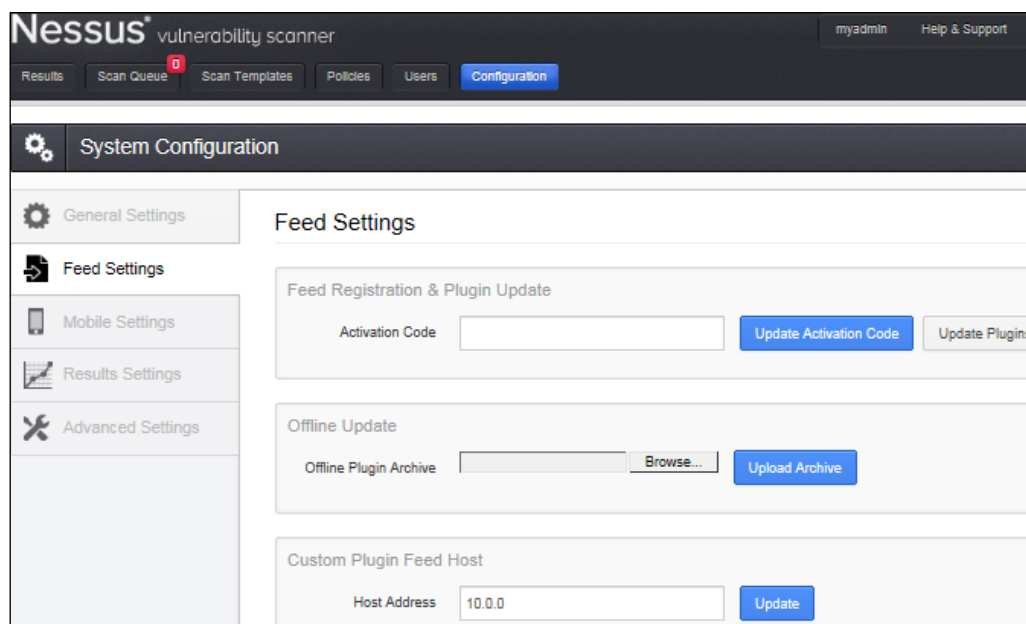 Nessus® vulnerability scanner
myadmin Help & Support
Results Scan Queue 0 Scan Templates Policies Users Configuration
System Configuration
General Settings
Feed Settings
Mobile Settings
Results Settings
Advanced Settings
Feed Settings
Feed Registration & Plugin Update
Activation Code Update Activation Code Update Plugins
Offline Update
Offline Plugin Archive Browse... Upload Archive
Custom Plugin Feed Host
Host Address 10.0.0 Update